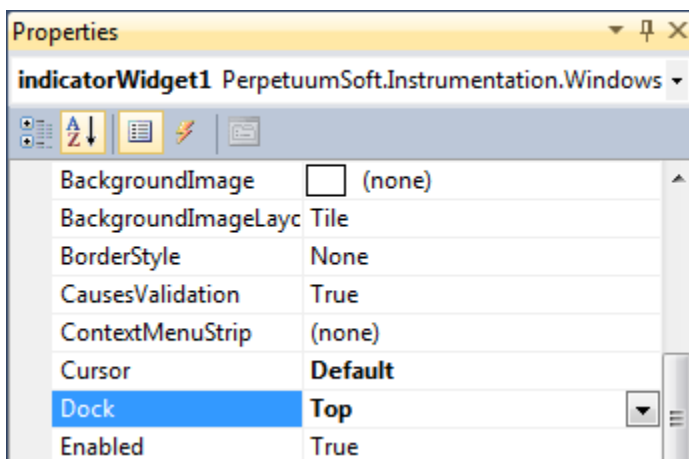 Properties
indicatorWidget1 PerpetuumSoft.Instrumentation.Windows
BackgroundImage (none)
BackgroundImageLayc Tile
BorderStyle None
CausesValidation True
ContextMenuStrip (none)
Cursor Default
Dock Top
Enabled True